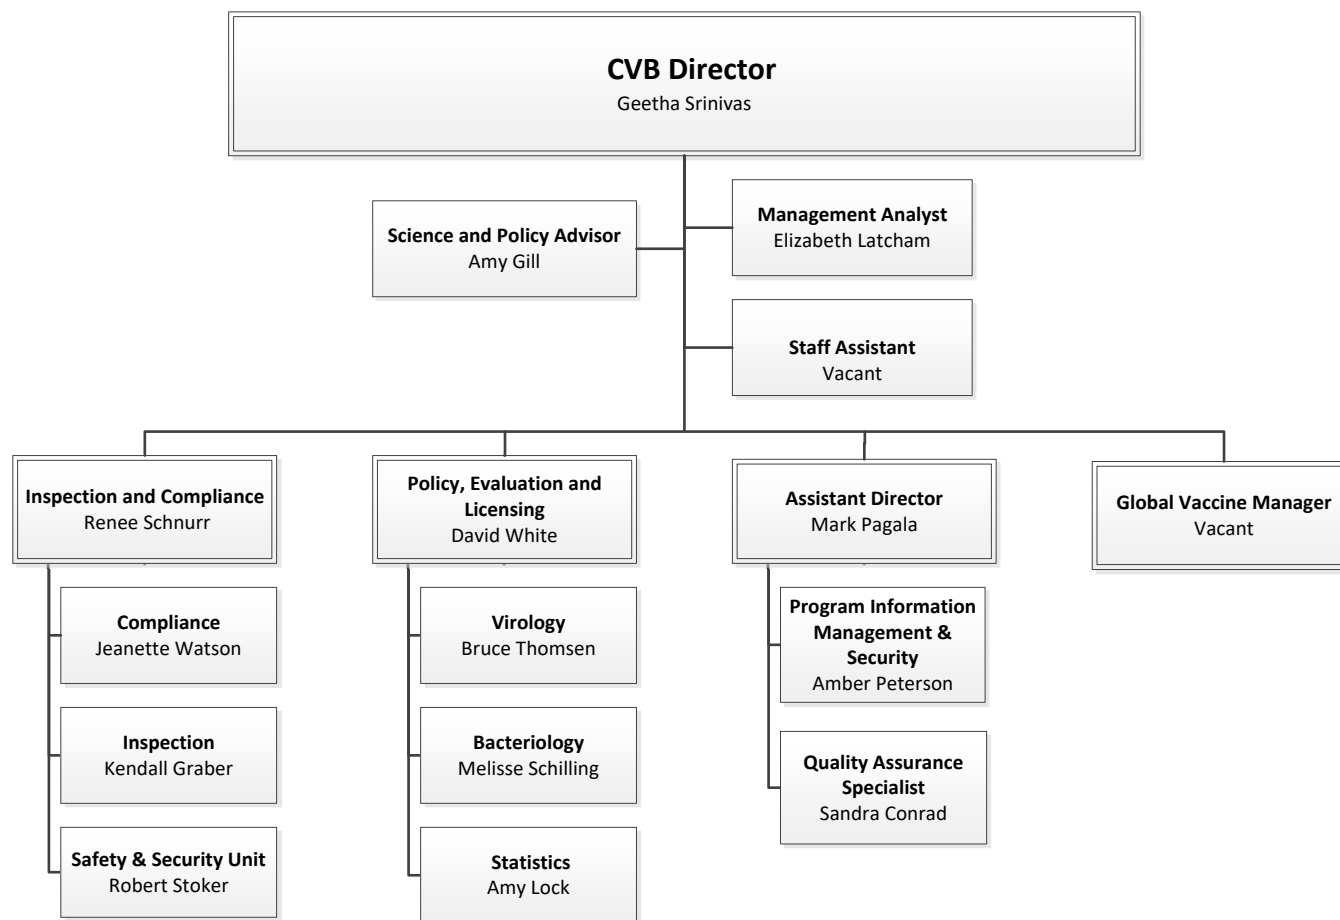 CVB Director
Geetha Srinivas
Science and Policy Advisor
Amy Gill
Management Analyst
Elizabeth Latcham
Staff Assistant
Vacant
Inspection and Compliance
Renee Schnurr
Policy, Evaluation and
Licensing
David White
Assistant Director
Mark Pagala
Global Vaccine Manager
Vacant
Compliance
Jeanette Watson
Virology
Bruce Thomsen
Program Information
Management &
Security
Amber Peterson
Inspection
Kendall Graber
Bacteriology
Melisse Schilling
Quality Assurance
Specialist
Sandra Conrad
Safety & Security Unit
Robert Stoker
Statistics
Amy Lock